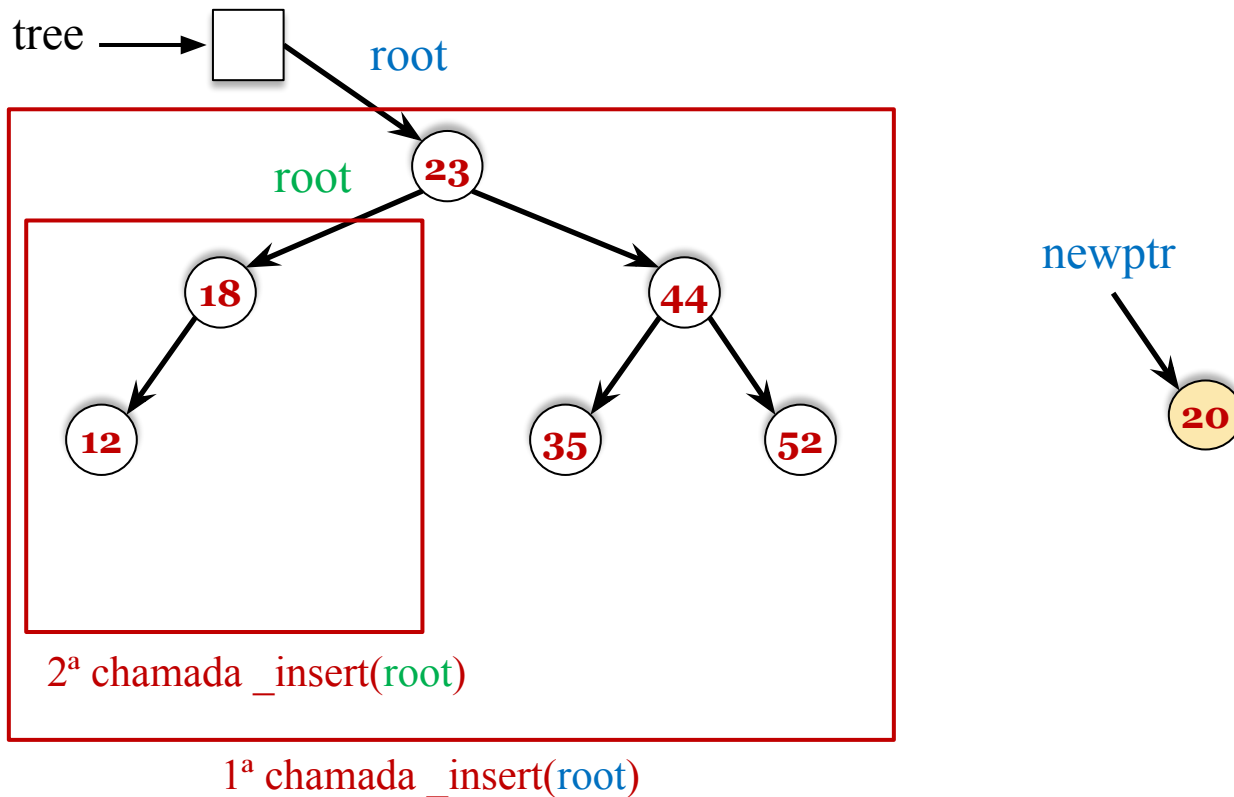 tree
root
23
root
18
44
newptr
12
35
52
20
2ª chamada _insert(root)
1ª chamada _insert(root)